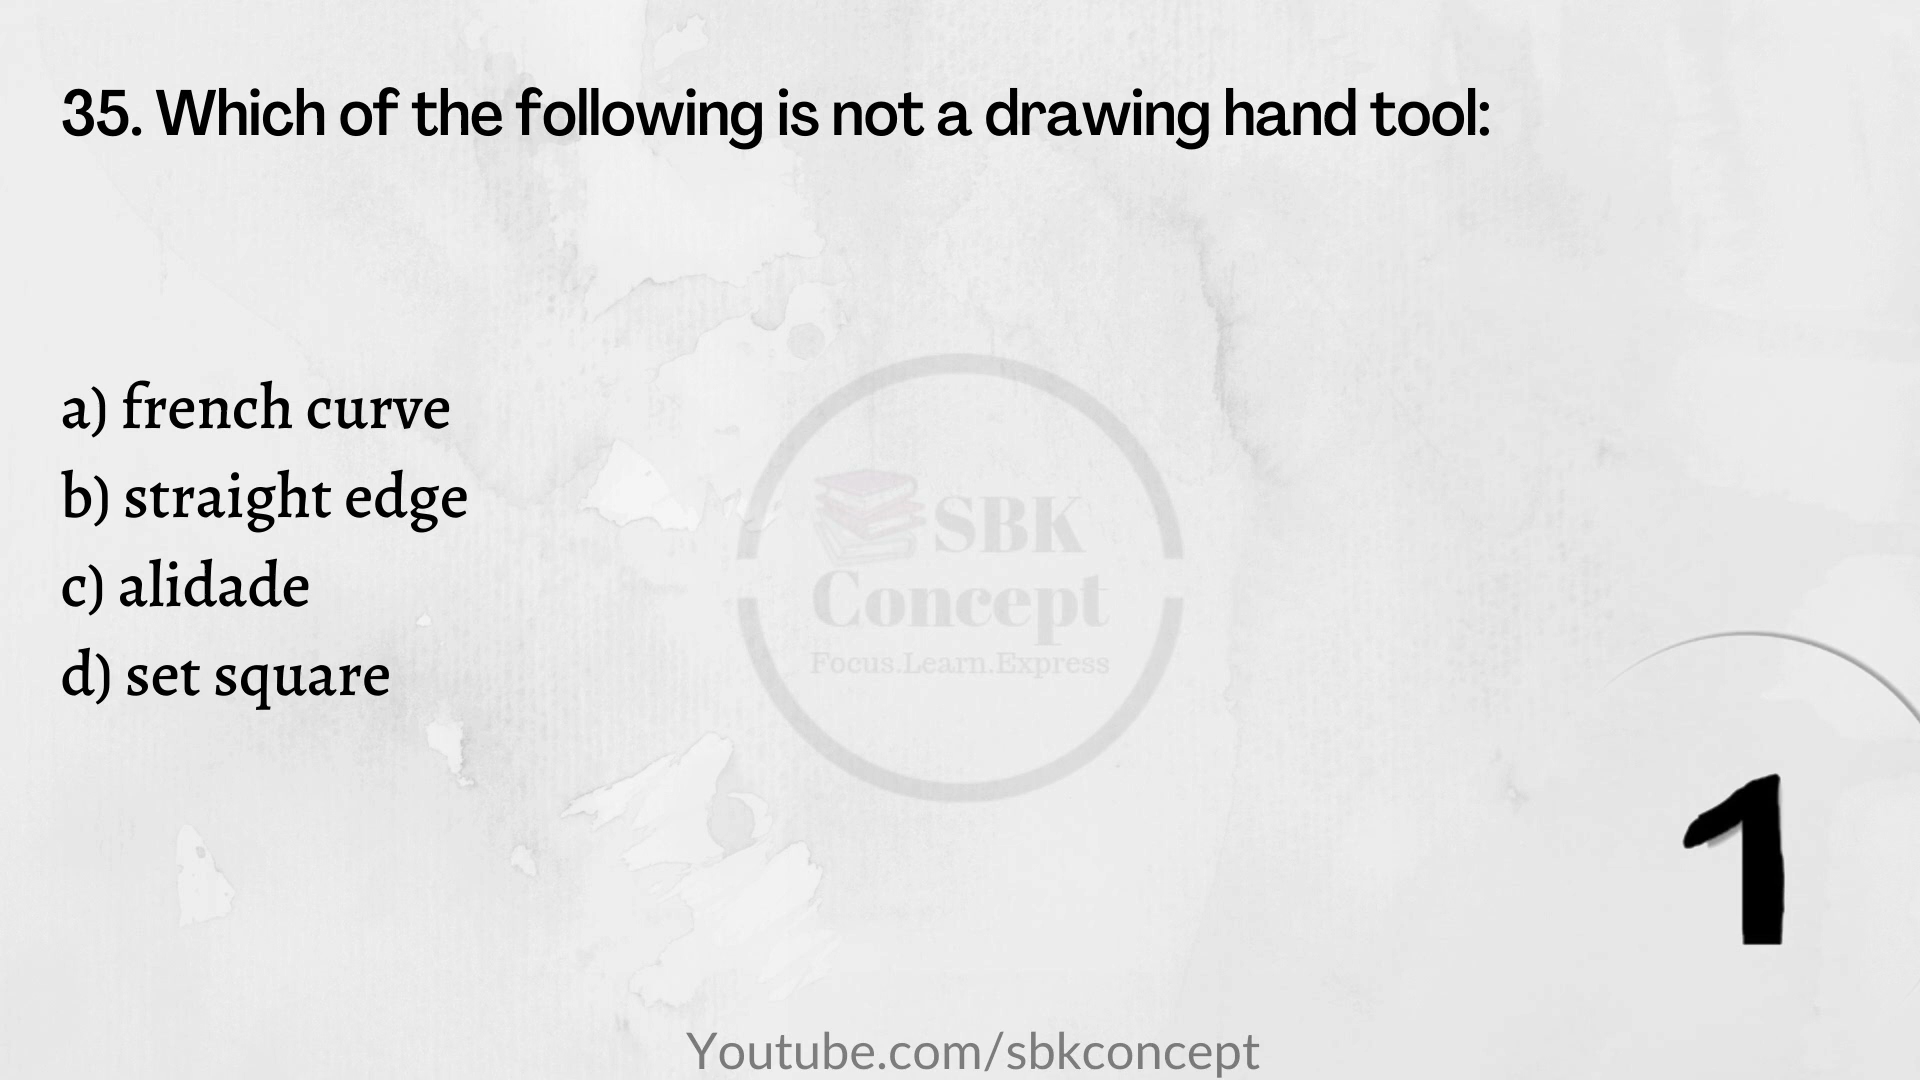 35. Which of the following is not a drawing hand tool:
a) french curve
b) straight edge
c) alidade
d) set square
SBK
Concept
Focus.Learn.Express
1
Youtube.com/sbkconcept